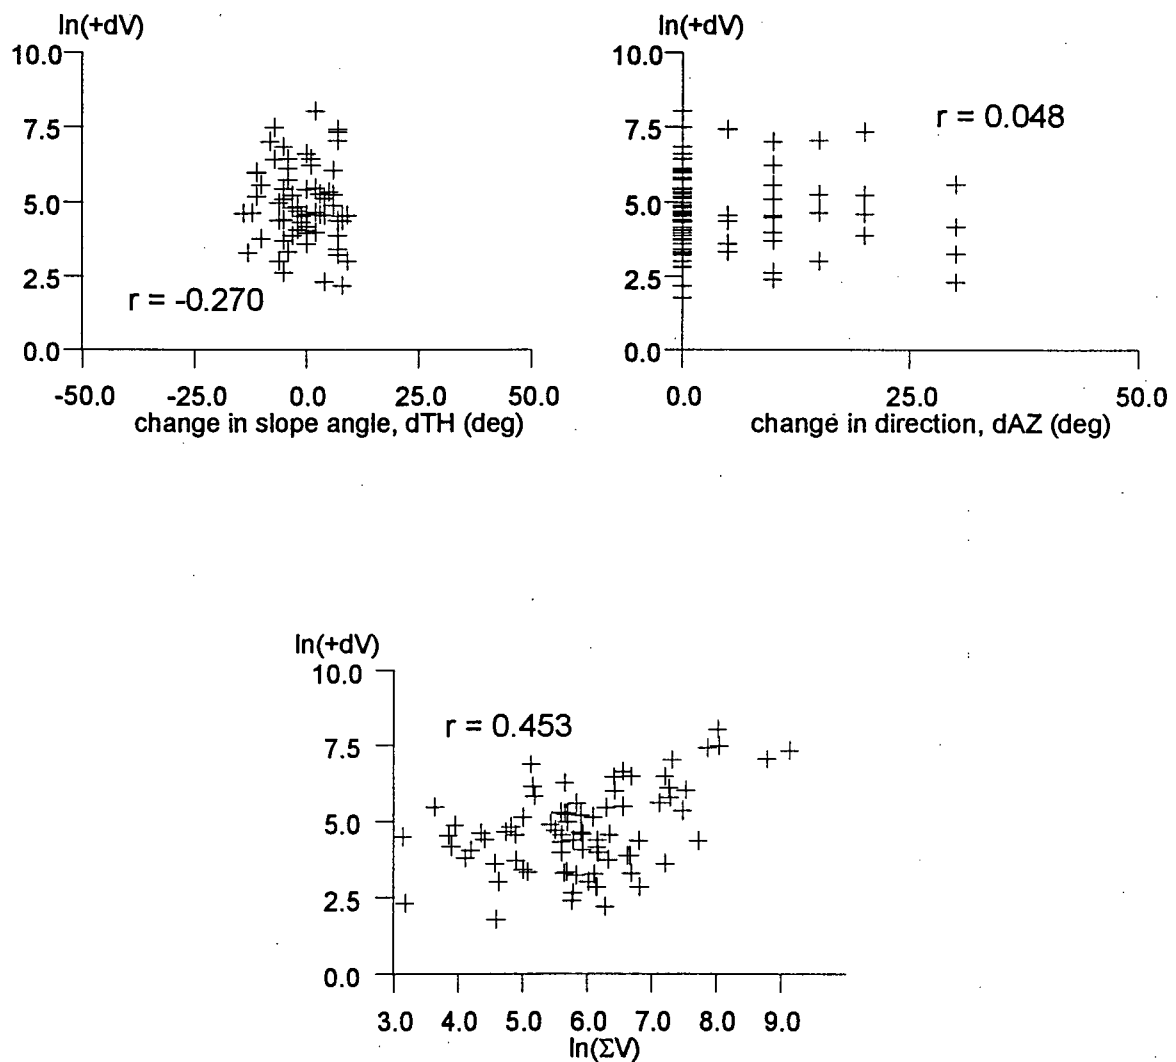 ln(+dV)
10.0
7.5
5.0
2.5
0.0
r = -0.270
-50.0 -25.0 0.0 25.0 50.0
change in slope angle, dTH (deg)
ln(+dV)
10.0
7.5
5.0
2.5
0.0
r = 0.048
0.0 25.0 50.0
change in direction, dAZ (deg)
ln(+dV)
10.0
7.5
5.0
2.5
0.0
r = 0.453
3.0 4.0 5.0 6.0 7.0 8.0 9.0
ln(ΣV)